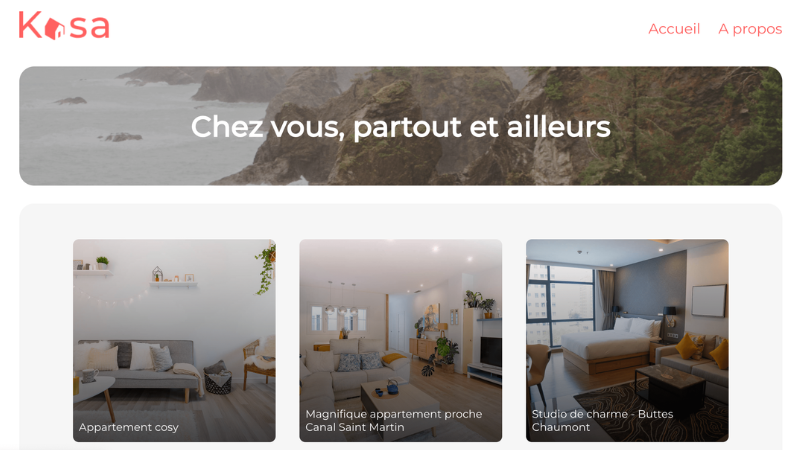 Kasa
Accueil A propos
Chez vous, partout et ailleurs
Appartement cosy
Magnifique appartement proche
Canal Saint Martin
Studio de charme - Buttes
Chaumont